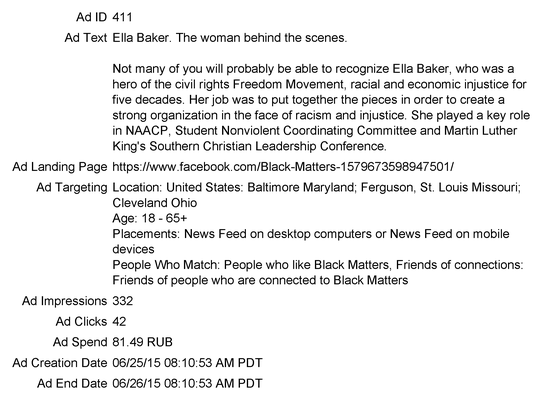 Ad ID 411
Ad Text Ella Baker. The woman behind the scenes.
Not many of you will probably be able to recognize Ella Baker, who was a
hero of the civil rights Freedom Movement, racial and economic injustice for
five decades. Her job was to put together the pieces in order to create a
strong organization in the face of racism and injustice. She played a key role
in NAACP, Student Nonviolent Coordinating Committee and Martin Luther
King's Southern Christian Leadership Conference.
Ad Landing Page https://www.facebook.com/Black-Matters-1579673598947501/
Ad Targeting Location: United States: Baltimore Maryland; Ferguson, St. Louis Missouri;
Cleveland Ohio
Age: 18 - 65+
Placements: News Feed on desktop computers or News Feed on mobile
devices
People Who Match: People who like Black Matters, Friends of connections:
Friends of people who are connected to Black Matters
Ad Impressions 332
Ad Clicks 42
Ad Spend 81.49 RUB
Ad Creation Date 06/25/15 08:10:53 AM PDT
Ad End Date 06/26/15 08:10:53 AM PDT